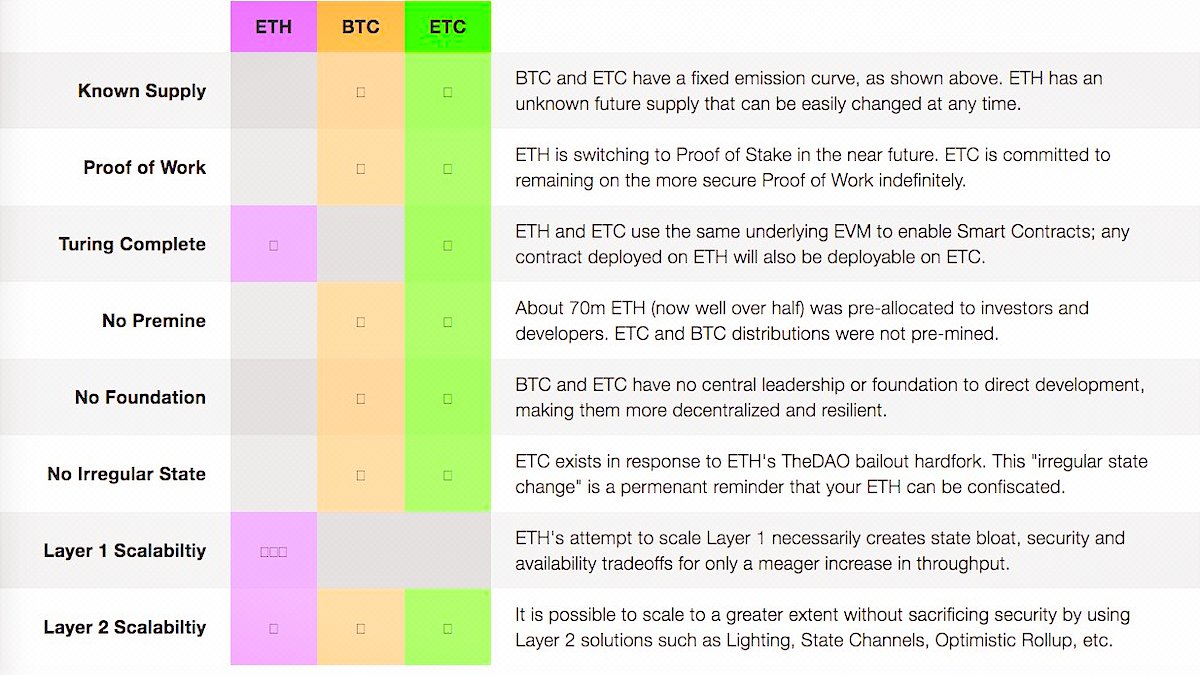 ETH BTC ETC
Known Supply
BTC and ETC have a fixed emission curve, as shown above. ETH has an
unknown future supply that can be easily changed at any time.
Proof of Work
ETH is switching to Proof of Stake in the near future. ETC is committed to
remaining on the more secure Proof of Work indefinitely.
Turing Complete
ETH and ETC use the same underlying EVM to enable Smart Contracts; any
contract deployed on ETH will also be deployable on ETC.
No Premine
About 70m ETH (now well over half) was pre-allocated to investors and
developers. ETC and BTC distributions were not pre-mined.
No Foundation
BTC and ETC have no central leadership or foundation to direct development,
making them more decentralized and resilient.
No Irregular State
ETC exists in response to ETH's TheDAO bailout hardfork. This "irregular state
change" is a permenant reminder that your ETH can be confiscated.
Layer 1 Scalabiltiy
ETH's attempt to scale Layer 1 necessarily creates state bloat, security and
availability tradeoffs for only a meager increase in throughput.
Layer 2 Scalabiltiy
It is possible to scale to a greater extent without sacrificing security by using
Layer 2 solutions such as Lighting, State Channels, Optimistic Rollup, etc.